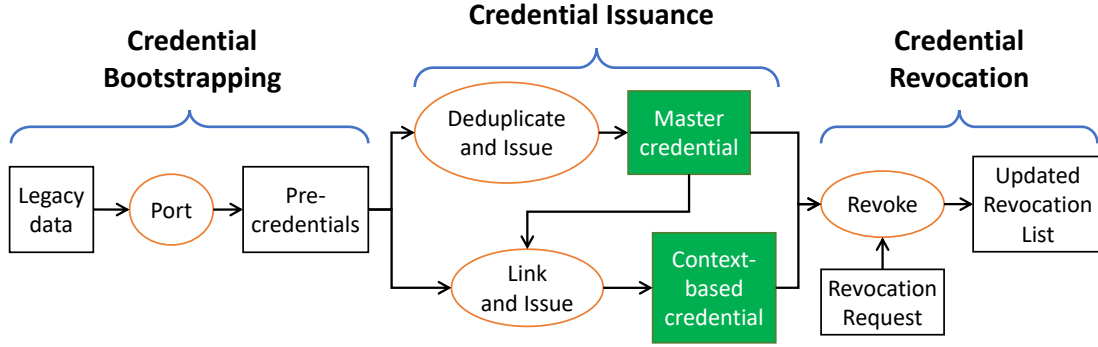 Credential
Bootstrapping
Credential Issuance
Credential
Revocation
Legacy
data
Port
Pre-
credentials
Deduplicate
and Issue
Master
credential
Link
and Issue
Context-
based
credential
Revoke
Revocation
Request
Updated
Revocation
List